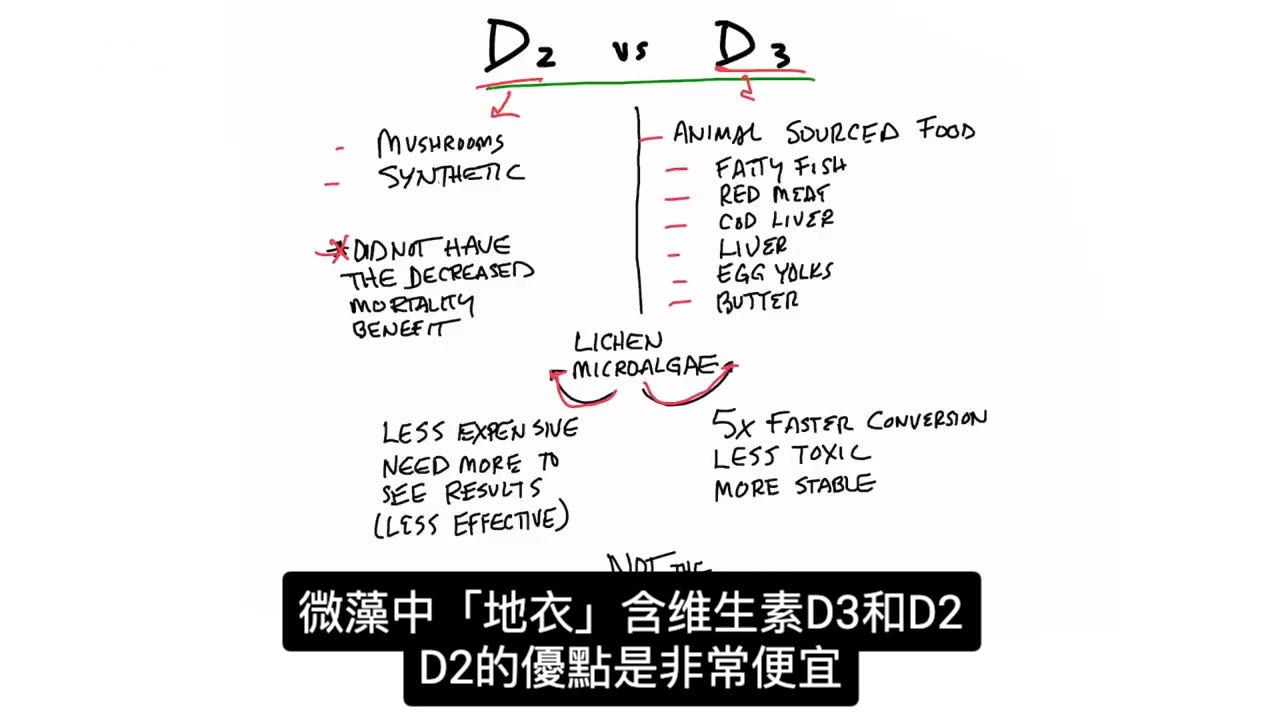 D2 vs D3
- MUSHROOMS
- SYNTHETIC
DID NOT HAVE
THE DECREASED
MORTALITY
BENEFIT
- ANIMAL SOURCED FOOD
- FATTY FISH
- RED MEAT
- COD LIVER
- LIVER
- EGG YOLKS
- BUTTER
LICHEN
MICROALGAE
LESS EXPENSIVE
NEED MORE TO
SEE RESULTS
(LESS EFFECTIVE)
5X FASTER CONVERSION
LESS TOXIC
MORE STABLE
NOT THE
微藻中「地衣」含维生素D3和D2
D2的優點是非常便宜